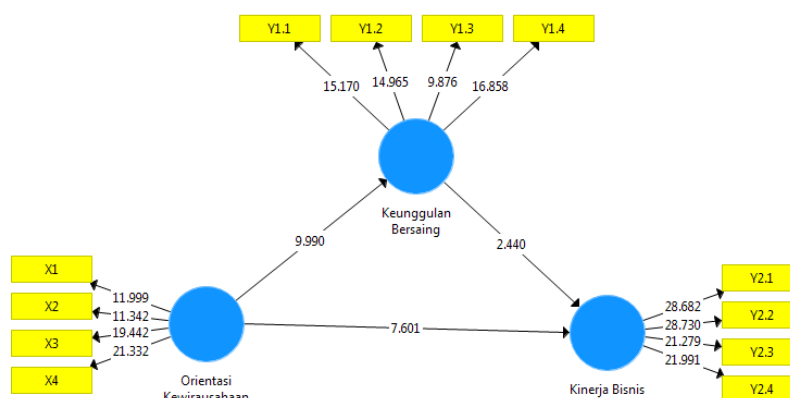 Y1.1
Y1.2
Y1.3
Y1.4
15.170
14.965
9.876
16.858
Keunggulan
Bersaing
9.990
2.440
X1
X2
X3
X4
11.999
11.342
19.442
21.332
7.601
28.682
28.730
21.279
21.991
Y2.1
Y2.2
Y2.3
Y2.4
Orientasi
Kewirausahaan
Kinerja Bisnis